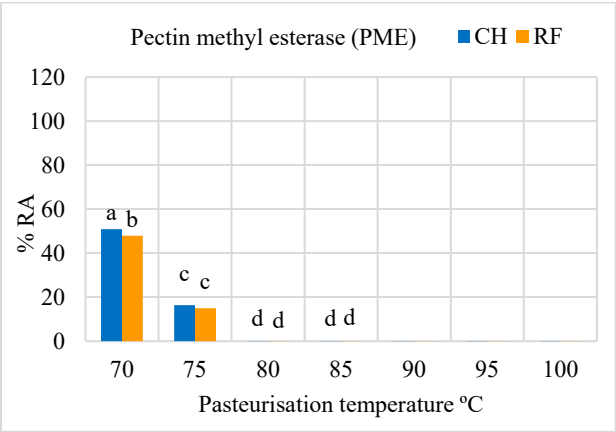 Pectin methyl esterase (PME) CH RF
120
100
80
60
40
20
0
% RA
a b
c c
d d d d
70 75 80 85 90 95 100
Pasteurisation temperature ºC